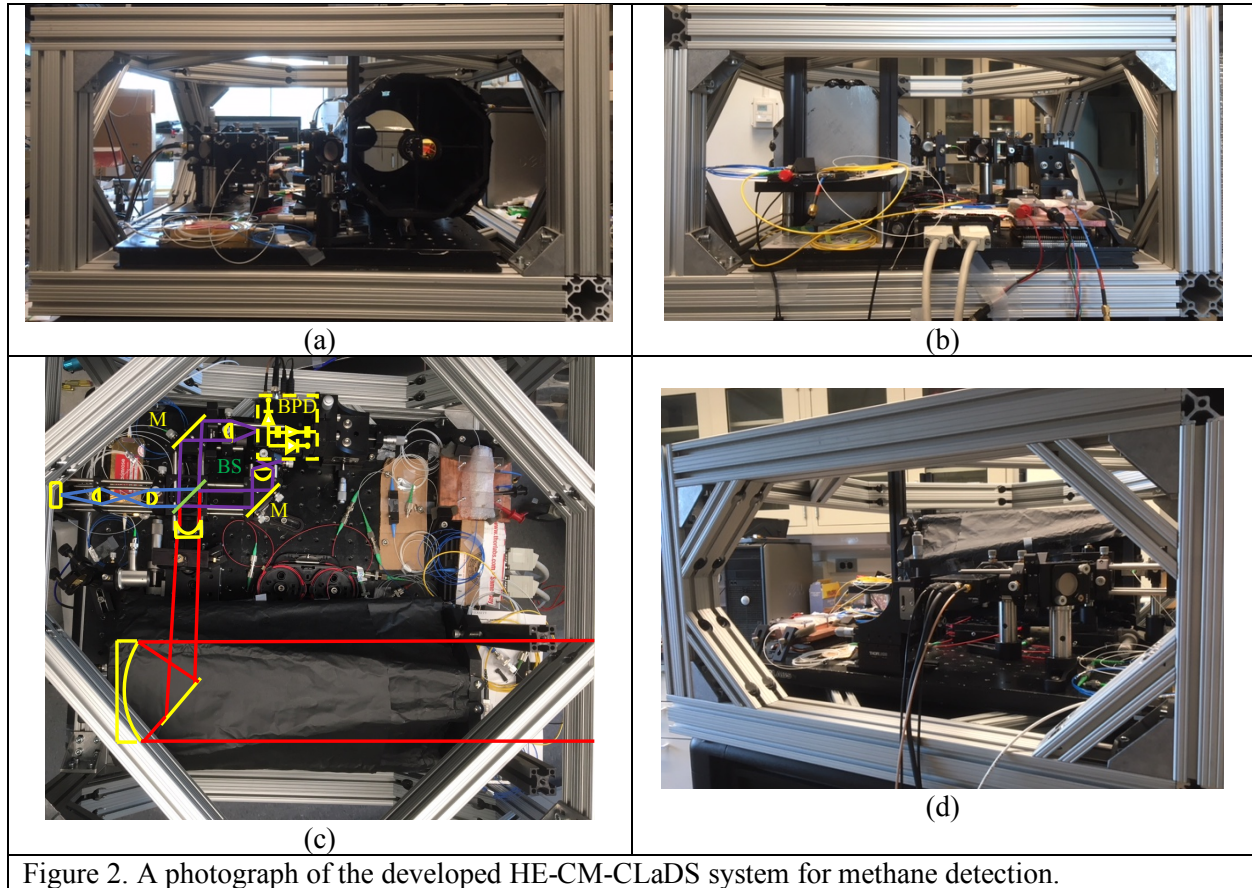 (a)
(b)
M
BPD
BS
M
(c)
(d)
Figure 2. A photograph of the developed HE-CM-CLaDS system for methane detection.